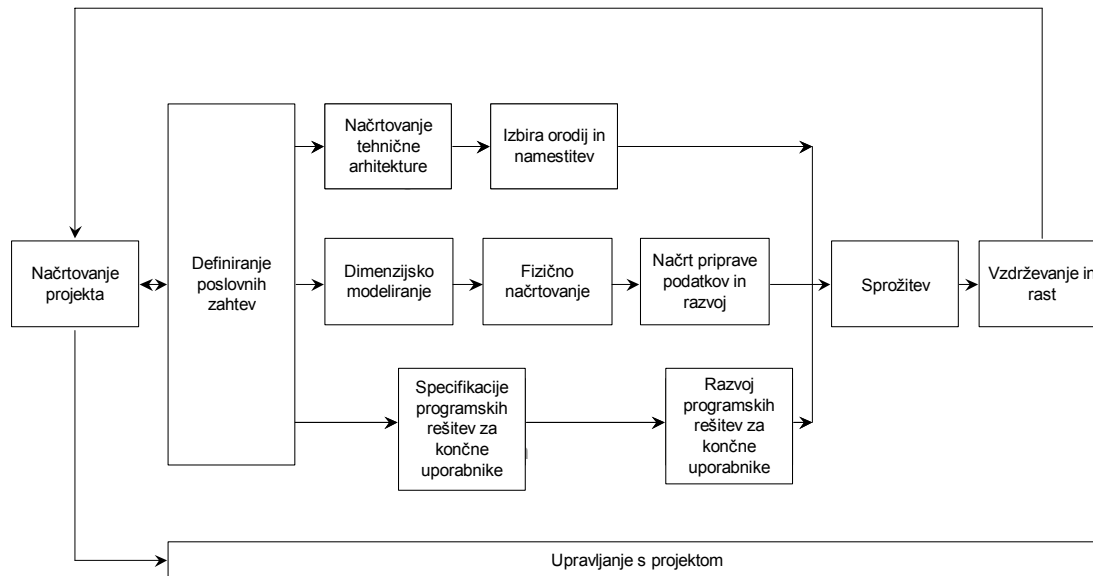 Načrtovanje
projekta
Definiranje
poslovnih
zahtev
Načrtovanje
tehnične
arhitekture
Izbira orodij in
namestitev
Dimenzijsko
modeliranje
Fizično
načrtovanje
Načrt priprave
podatkov in
razvoj
Specifikacije
programskih
rešitev za
končne
uporabnike
Razvoj
programskih
rešitev za
končne
uporabnike
Sprožitev
Vzdrževanje in
rast
Upravljanje s projektom